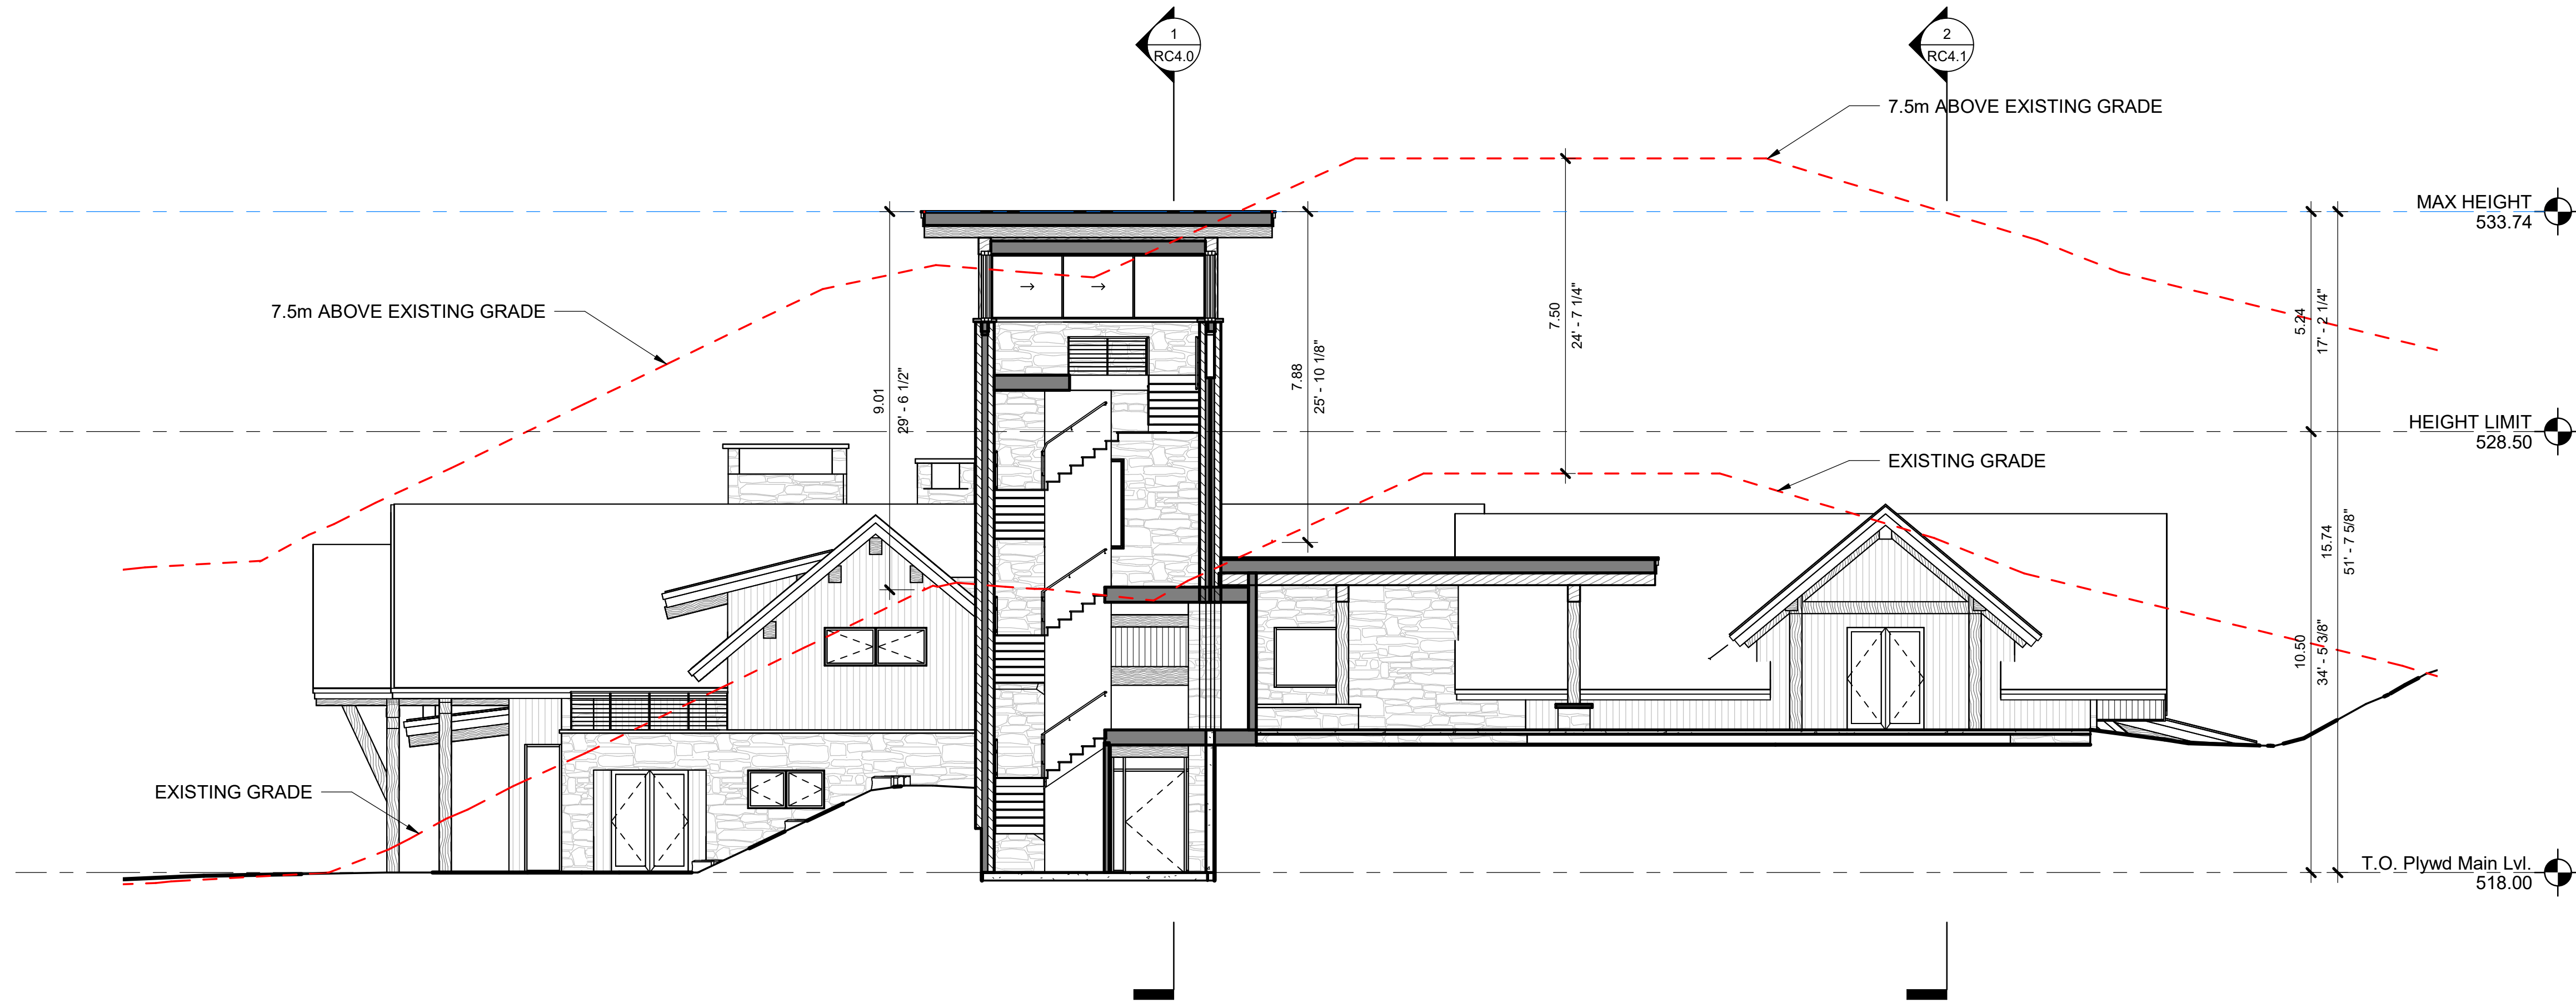 1
RC4.0
2
RC4.1
7.5m ABOVE EXISTING GRADE
MAX HEIGHT
533.74
7.5m ABOVE EXISTING GRADE
9.01
29' - 6 1/2"
7.88
25' - 10 1/8"
7.50
24' - 7 1/4"
5.24
17' - 2 1/4"
HEIGHT LIMIT
528.50
EXISTING GRADE
15.74
51' - 7 5/8"
10.50
34' - 5 3/8"
EXISTING GRADE
T.O. Plywd Main Lvl.
518.00